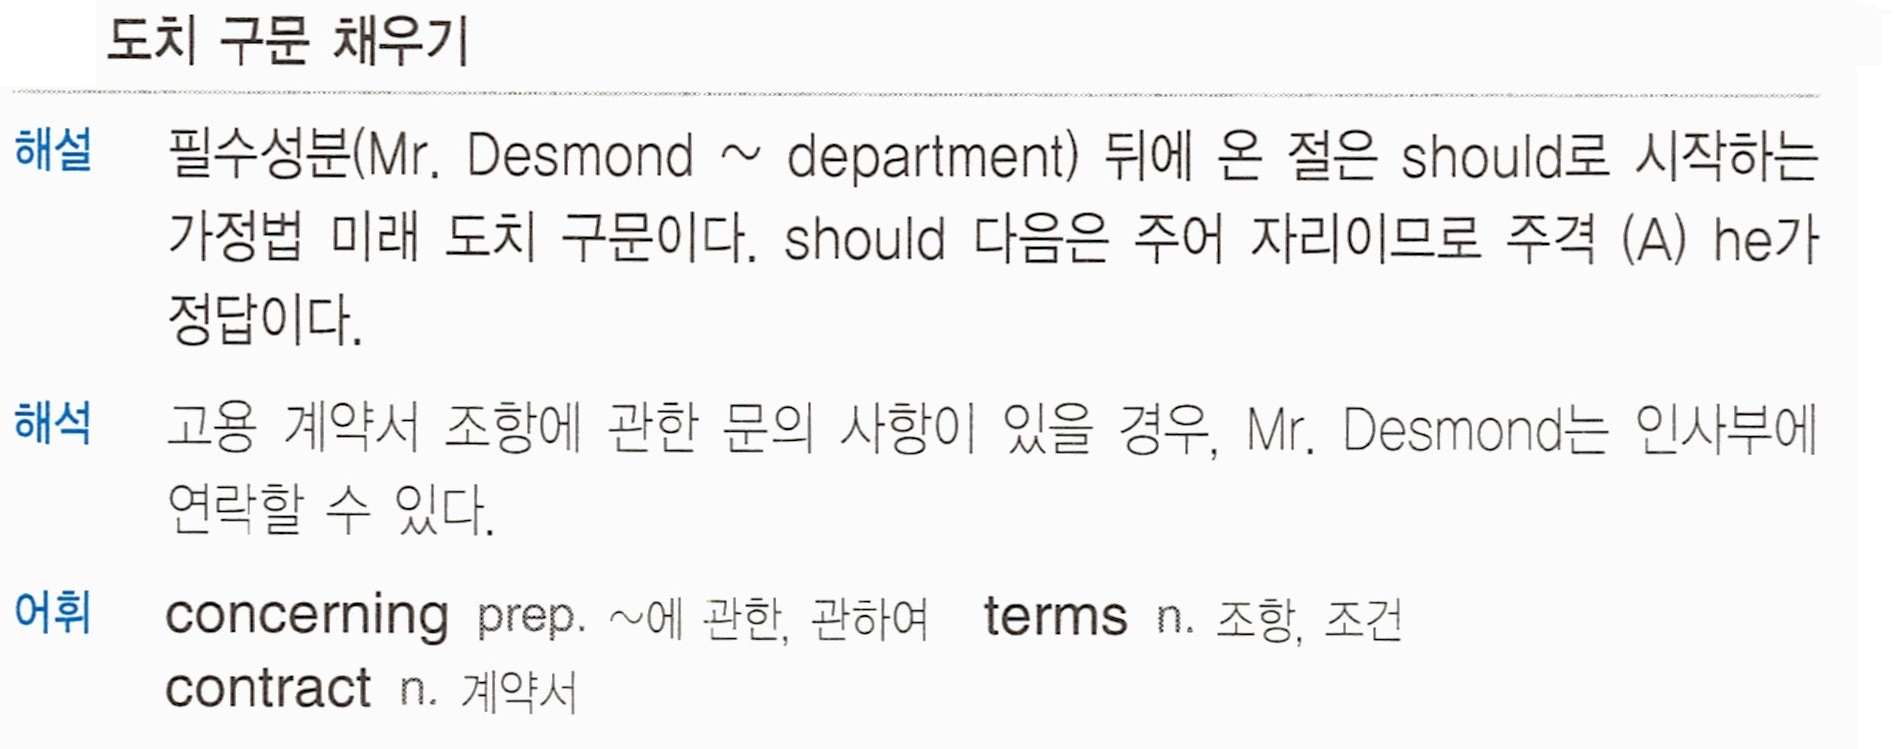 도치 구문 채우기
해설 필수성분(Mr. Desmond ~ department) 뒤에 온 절은 should로 시작하는
가정법 미래 도치 구문이다. should 다음은 주어 자리이므로 주격 (A) he가
정답이다.
해석 고용 계약서 조항에 관한 문의 사항이 있을 경우, Mr. Desmond는 인사부에
연락할 수 있다.
어휘 concerning prep. ~에 관한, 관하여 terms n. 조항, 조건
contract n. 계약서